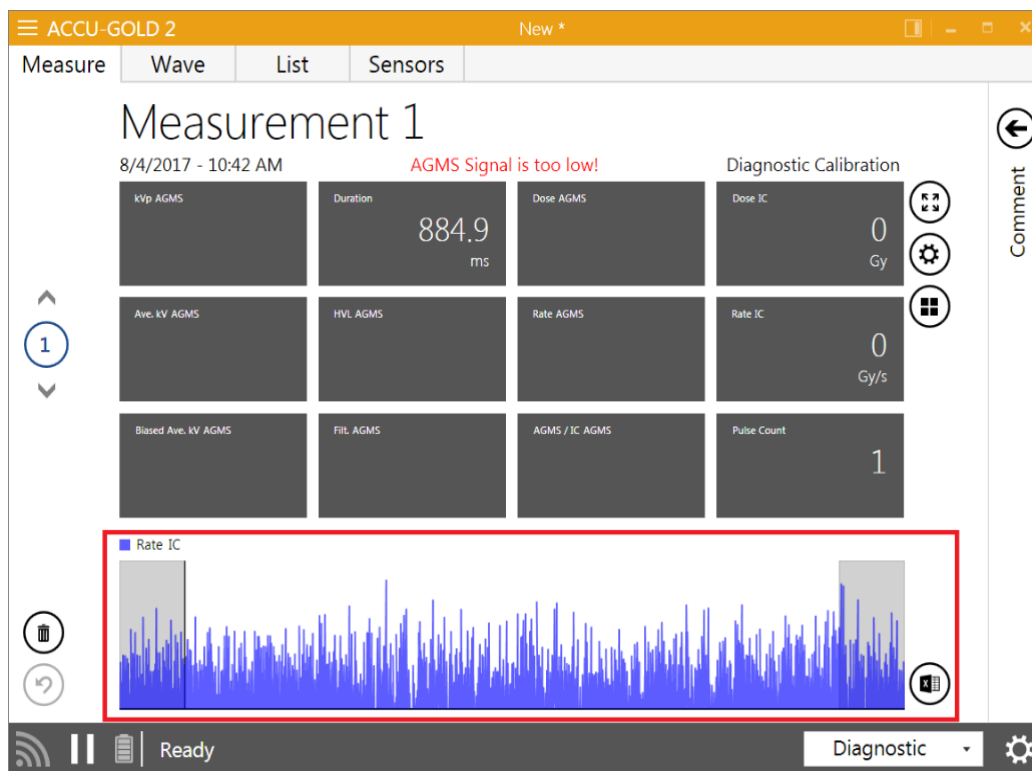 ACCU-GOLD 2
New *
Measure Wave List Sensors
Measurement 1
8/4/2017 - 10:42 AM AGMS Signal is too low! Diagnostic Calibration
Comment
kVp AGMS
Duration
884.9
ms
Dose AGMS
Dose IC
0
Gy
1
Ave. kV AGMS
HVL AGMS
Rate AGMS
Rate IC
0
Gy/s
Biased Ave. kV AGMS
Filt. AGMS
AGMS / IC AGMS
Pulse Count
1
Rate IC
Ready
Diagnostic